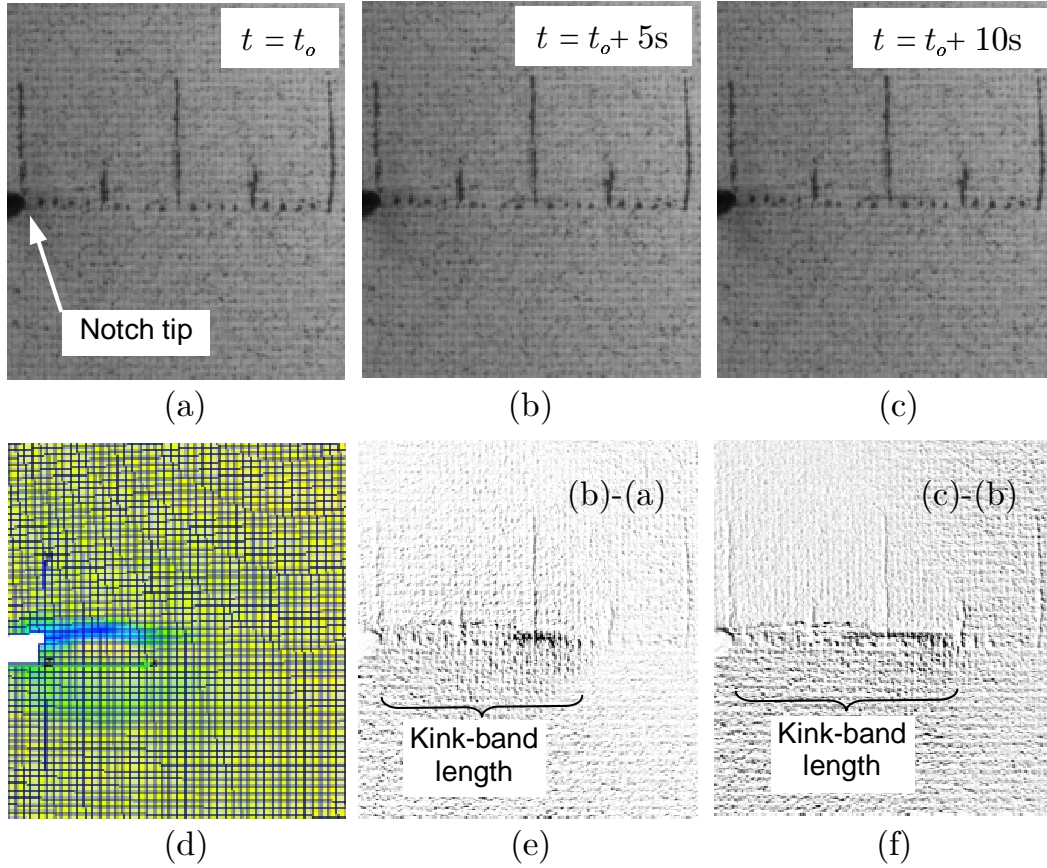 t = t_o
t = t_o + 5s
t = t_o + 10s
Notch tip
(a)
(b)
(c)
(b)-(a)
(c)-(b)
Kink-band
length
Kink-band
length
(d)
(e)
(f)